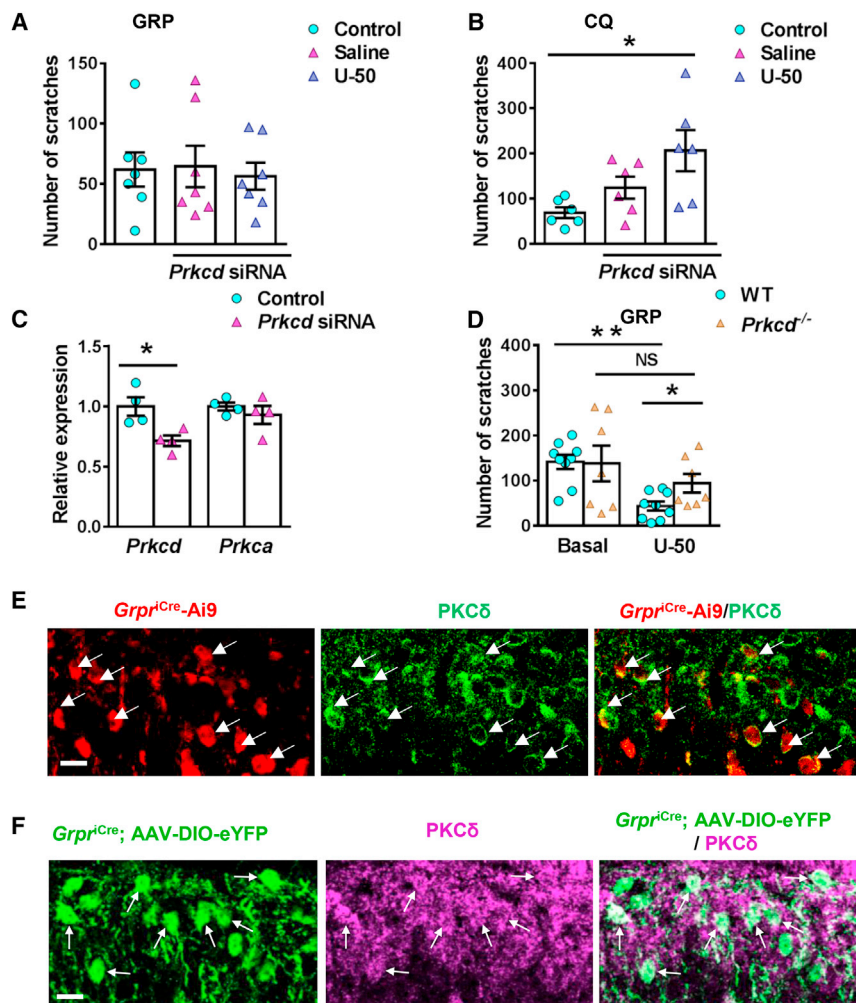 A
GRP
Control
Saline
U-50
Number of scratches
150
100
50
0
Prkcd siRNA
B
CQ
Control
Saline
U-50
*
Number of scratches
400
300
200
100
0
Prkcd siRNA
C
Control
Prkcd siRNA
*
Relative expression
1.5
1.0
0.5
0.0
Prkcd
Prkca
D
GRP
WT
Prkcd-/-
* *
NS
*
Number of scratches
400
300
200
100
0
Basal
U-50
E
GrpriCre-Ai9
PKCδ
GrpriCre-Ai9/PKCδ
F
GrpriCre; AAV-DIO-eYFP
PKCδ
GrpriCre; AAV-DIO-eYFP
/ PKCδ